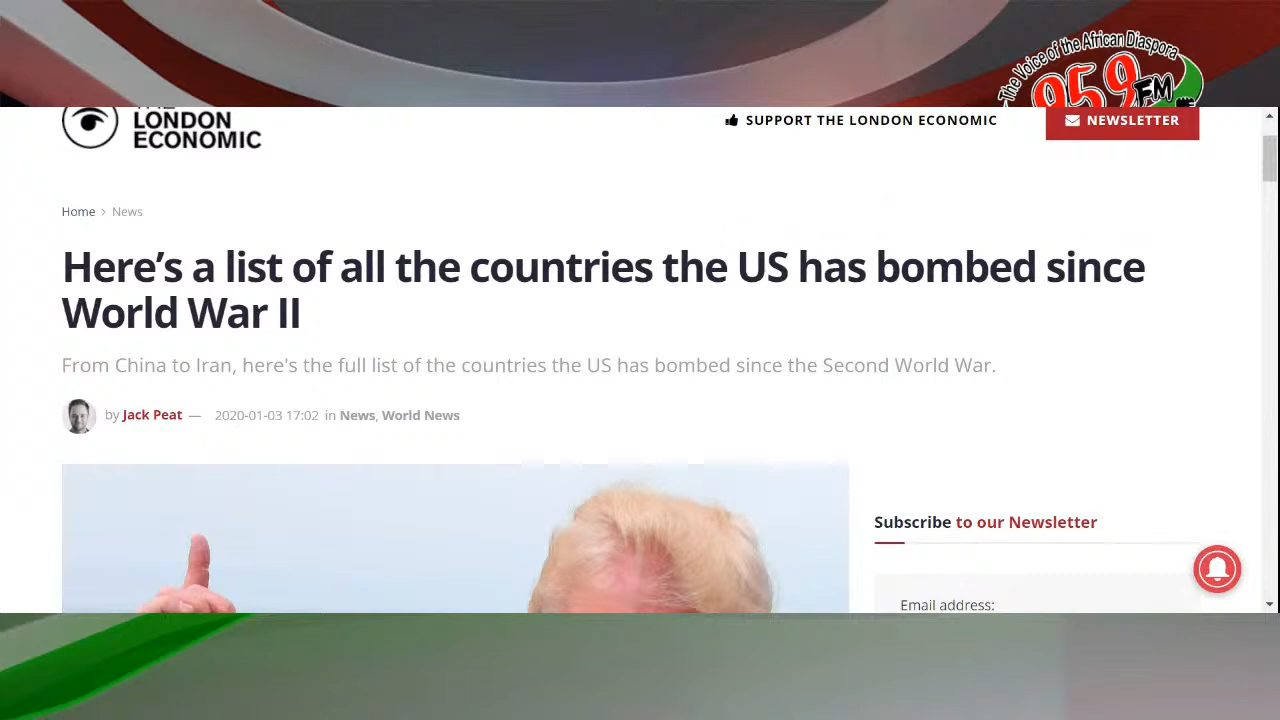 The Voice of the African Diaspora
95.9 FM
THE
LONDON
ECONOMIC
SUPPORT THE LONDON ECONOMIC
NEWSLETTER
Home > News
Here's a list of all the countries the US has bombed since
World War II
From China to Iran, here's the full list of the countries the US has bombed since the Second World War.
by Jack Peat — 2020-01-03 17:02 in News, World News
Subscribe to our Newsletter
Email address: